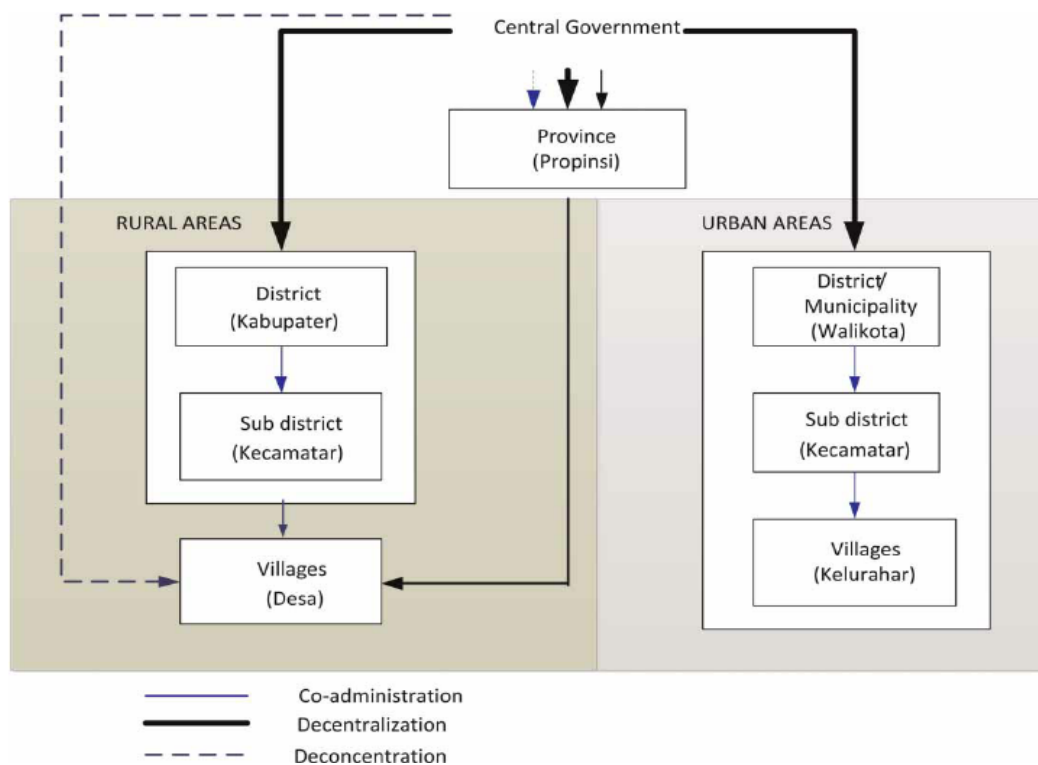 Central Government
Province
(Propinsi)
RURAL AREAS
URBAN AREAS
District
(Kabupater)
Sub district
(Kecamatar)
Villages
(Desa)
District/
Municipality
(Walikota)
Sub district
(Kecamatar)
Villages
(Kelurahar)
Co-administration
Decentralization
Deconcentration